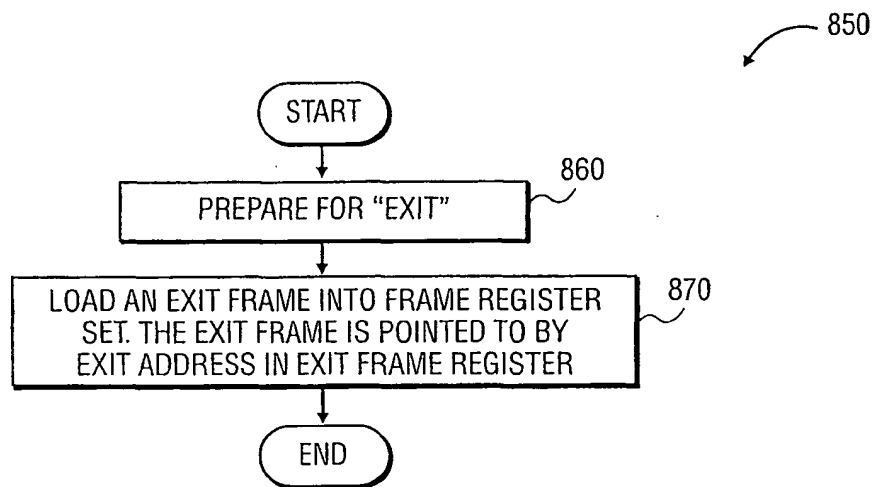 850
START
860
PREPARE FOR “EXIT”
870
LOAD AN EXIT FRAME INTO FRAME REGISTER
SET. THE EXIT FRAME IS POINTED TO BY
EXIT ADDRESS IN EXIT FRAME REGISTER
END